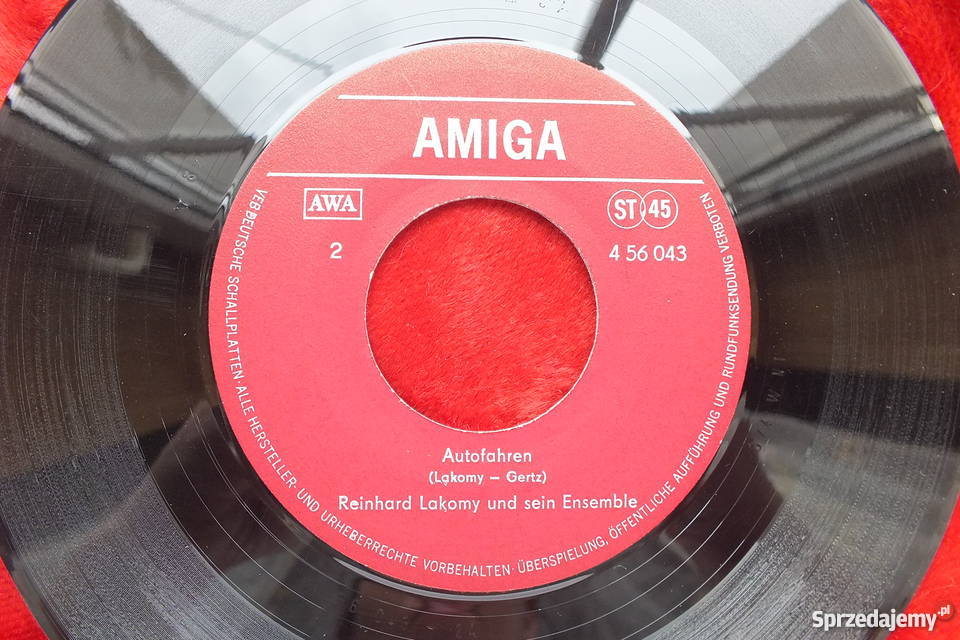 AMIGA
AWA
ST 45
2
4 56 043
Autofahren
(Lakomy – Gertz)
Reinhard Lakomy und sein Ensemble
VEB DEUTSCHE SCHALLPLATTEN · ALLE HERSTELLER- UND URHEBERRECHTE VORBEHALTEN · ÜBERSPIELUNG, ÖFFENTLICHE AUFFÜHRUNG UND RUNDFUNKSENDUNG VERBOTEN
Sprzedajemy.pl